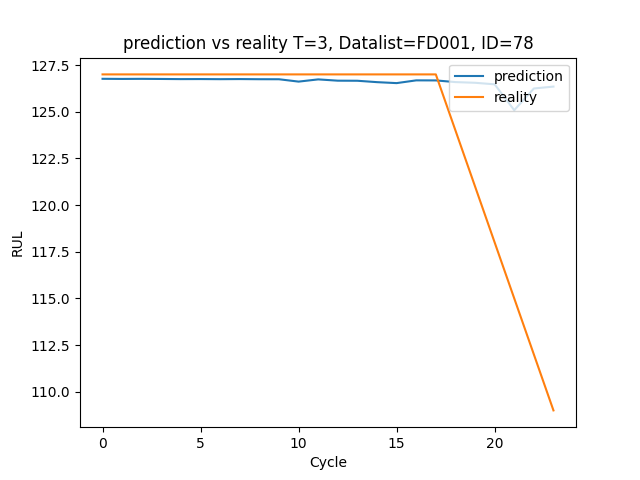 prediction vs reality T=3, Datalist=FD001, ID=78
prediction
reality
RUL
127.5
125.0
122.5
120.0
117.5
115.0
112.5
110.0
0 5 10 15 20
Cycle